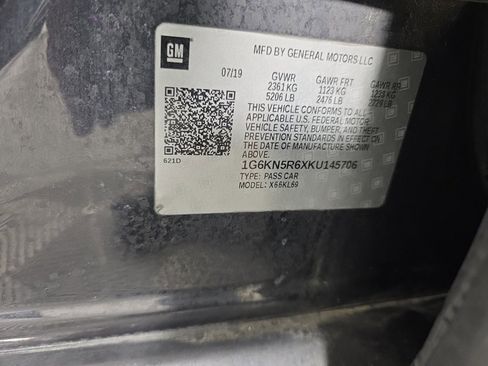 GM
MFD BY GENERAL MOTORS LLC
07/19 GVWR GAWR FRT GAWR RR
2361 KG 1123 KG 1238 KG
5206 LB 2476 LB 2729 LB
THIS VEHICLE CONFORMS TO ALL
APPLICABLE U.S. FEDERAL MOTOR
VEHICLE SAFETY, BUMPER, AND THEFT
PREVENTION STANDARDS IN EFFECT ON
THE DATE OF MANUFACTURE SHOWN
ABOVE.
621D
1G6KN5R6XKU145706
TYPE: PASS CAR
MODEL: X66KL69